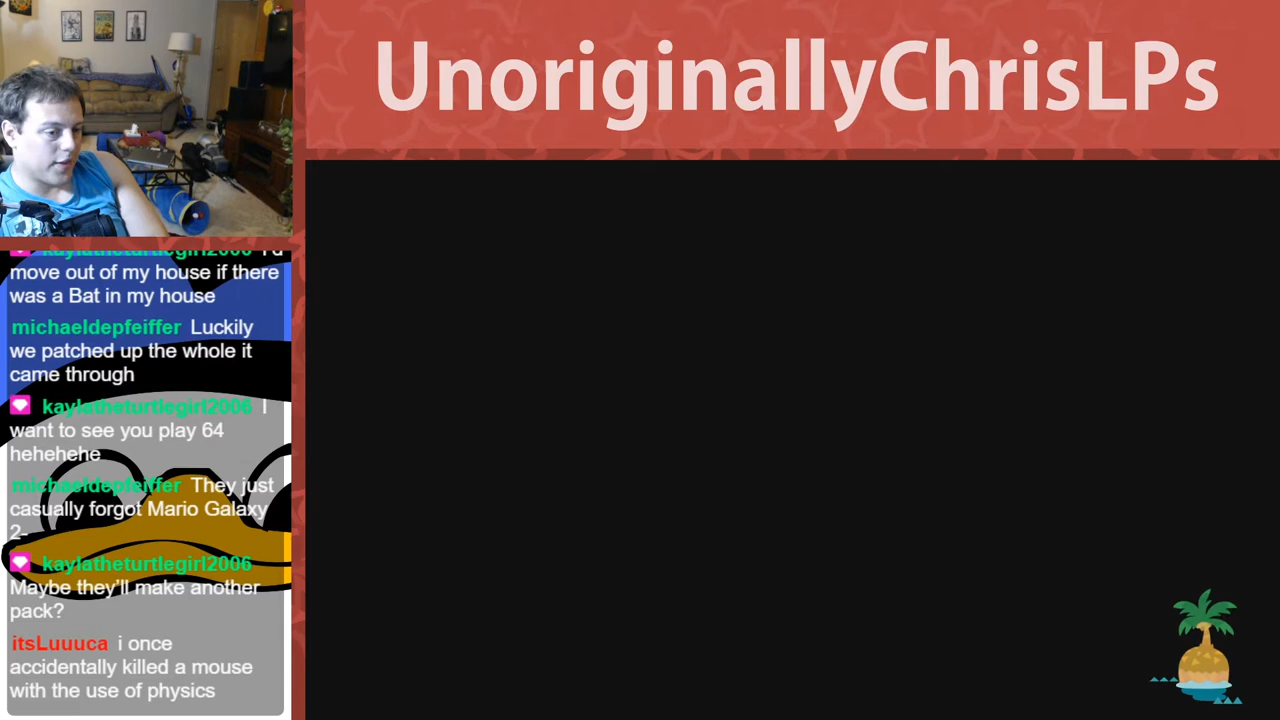 UnoriginallyChrisLPs
kaylatheturtlegirl2006 I'd
move out of my house if there
was a Bat in my house
michaeldepfeiffer Luckily
we patched up the whole it
came through
kaylatheturtlegirl2006 I
want to see you play 64
hehehehe
michaeldepfeiffer They just
casually forgot Mario Galaxy
2-
kaylatheturtlegirl2006
Maybe they'll make another
pack?
itsLuuuca i once
accidentally killed a mouse
with the use of physics